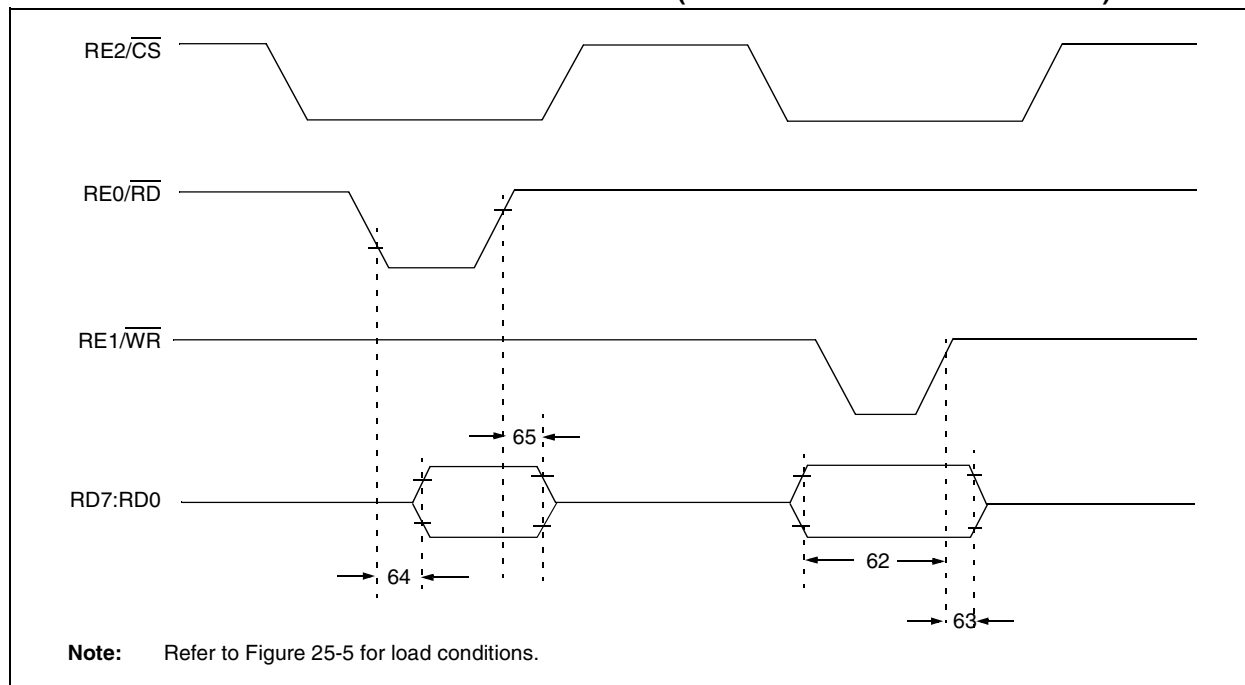 RE2/CS
RE0/RD
RE1/WR
65
RD7:RD0
62
64
63
Note: Refer to Figure 25-5 for load conditions.